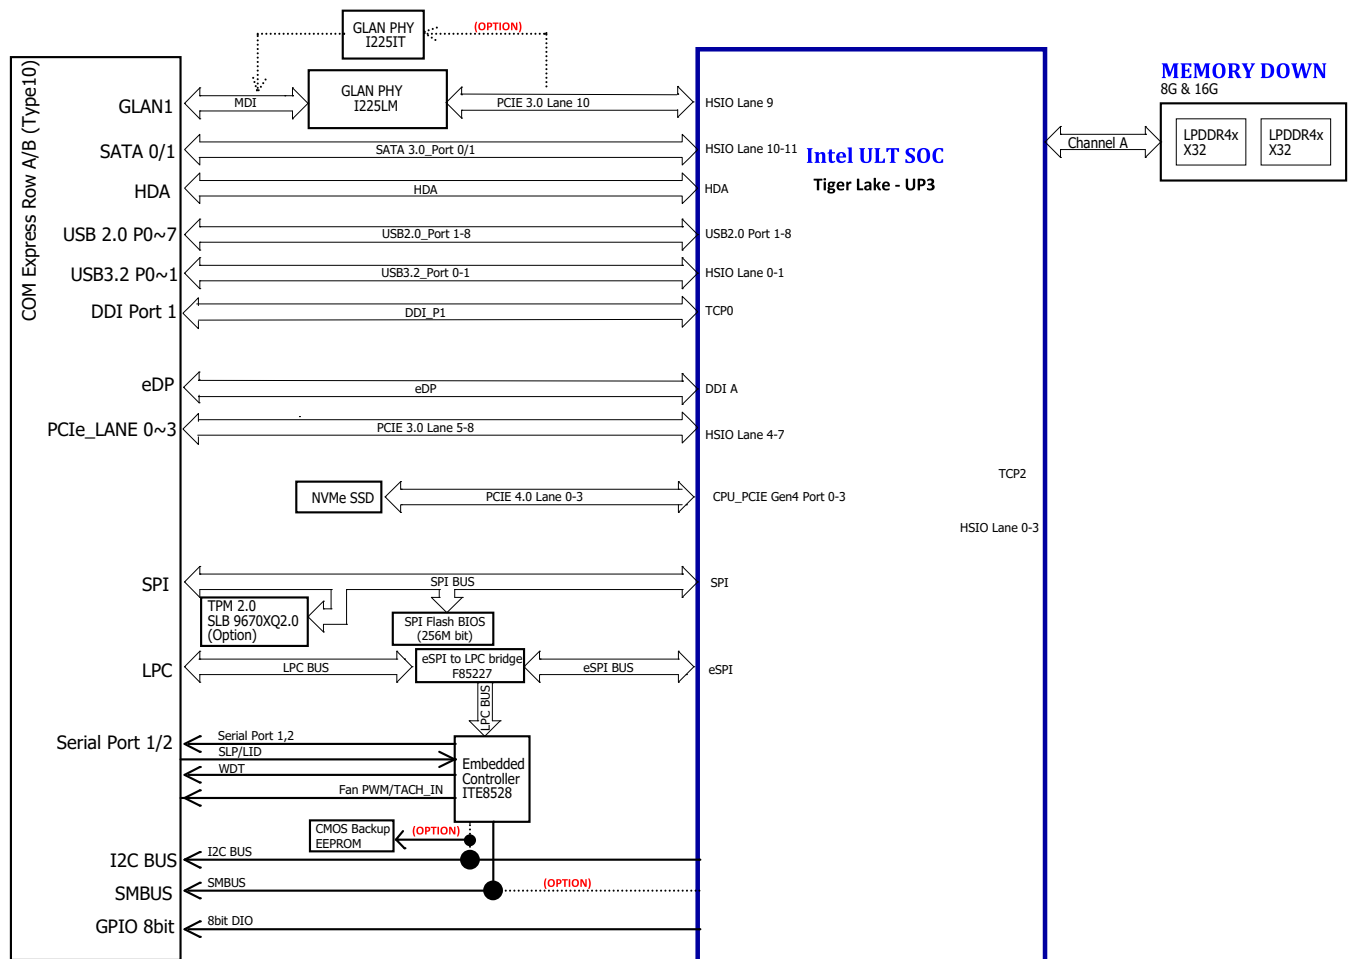 GLAN PHY
I225IT
(OPTION)
COM Express Row A/B (Type10)
GLAN1
MDI
GLAN PHY
I225LM
PCIE 3.0 Lane 10
HSIO Lane 9
MEMORY DOWN
8G & 16G
LPDDR4x
X32
LPDDR4x
X32
Channel A
SATA 0/1
SATA 3.0_Port 0/1
HSIO Lane 10-11
Intel ULT SOC
Tiger Lake - UP3
HDA
HDA
HDA
USB 2.0 P0~7
USB2.0_Port 1-8
USB2.0 Port 1-8
USB3.2 P0~1
USB3.2_Port 0-1
HSIO Lane 0-1
DDI Port 1
DDI_P1
TCP0
eDP
eDP
DDI A
PCIe_LANE 0~3
PCIE 3.0 Lane 5-8
HSIO Lane 4-7
TCP2
NVMe SSD
PCIE 4.0 Lane 0-3
CPU_PCIE Gen4 Port 0-3
HSIO Lane 0-3
SPI
SPI BUS
SPI
TPM 2.0
SLB 9670XQ2.0
(Option)
SPI Flash BIOS
(256M bit)
LPC
LPC BUS
eSPI to LPC bridge
F85227
eSPI BUS
eSPI
LPC BUS
Serial Port 1/2
Serial Port 1,2
SLP/LID
WDT
Fan PWM/TACH_IN
Embedded
Controller
ITE8528
CMOS Backup
EEPROM
(OPTION)
I2C BUS
I2C BUS
SMBUS
SMBUS
(OPTION)
GPIO 8bit
8bit DIO